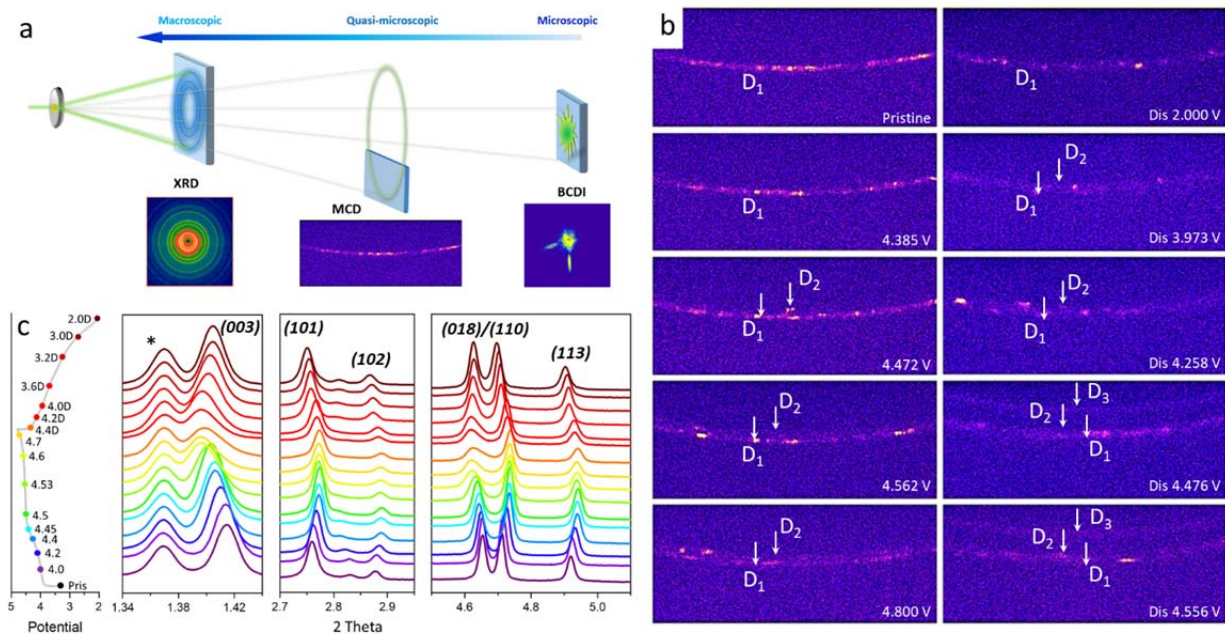 a
Macroscopic
Quasi-microscopic
Microscopic
XRD
MCD
BCDI
b
D1
Pristine
D1
Dis 2.000 V
D1
4.385 V
D2
D1
Dis 3.973 V
D2
D1
4.472 V
D2
D1
Dis 4.258 V
D2
D1
4.562 V
D3
D2
D1
Dis 4.476 V
D2
D1
4.800 V
D3
D2
D1
Dis 4.556 V
c
2.0D
3.0D
3.2D
3.6D
4.0D
4.2D
4.4D
4.7
4.6
4.53
4.5
4.45
4.4
4.2
4.0
Pris
5 4 3 2
Potential
* (003)
(101)
(102)
(018)/(110)
(113)
1.34 1.38 1.42
2.7 2.8 2.9
4.6 4.8 5.0
2 Theta